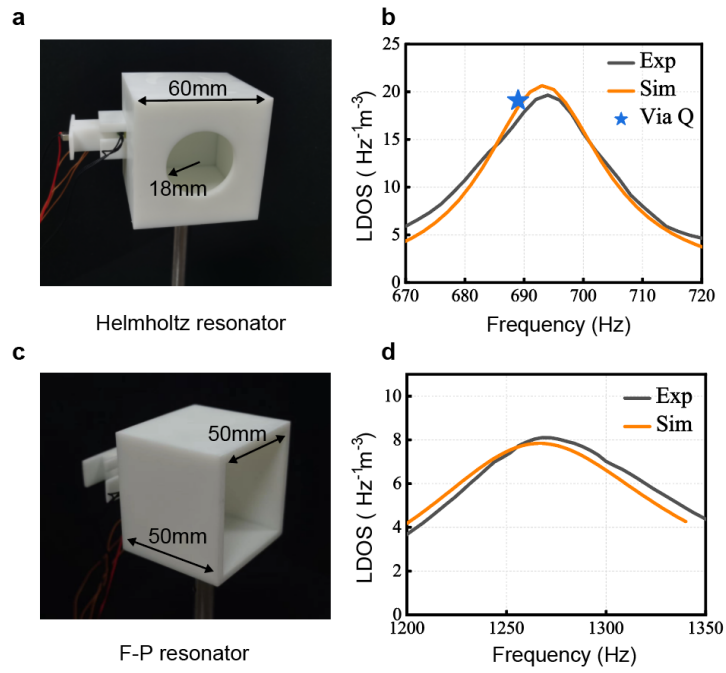 a
60mm
18mm
Helmholtz resonator
b
25
20
15
10
5
0
LDOS ( Hz⁻¹m⁻³)
Exp
Sim
Via Q
670 680 690 700 710 720
Frequency (Hz)
c
50mm
50mm
F-P resonator
d
10
8
6
4
2
0
LDOS ( Hz⁻¹m⁻³)
Exp
Sim
1200 1250 1300 1350
Frequency (Hz)